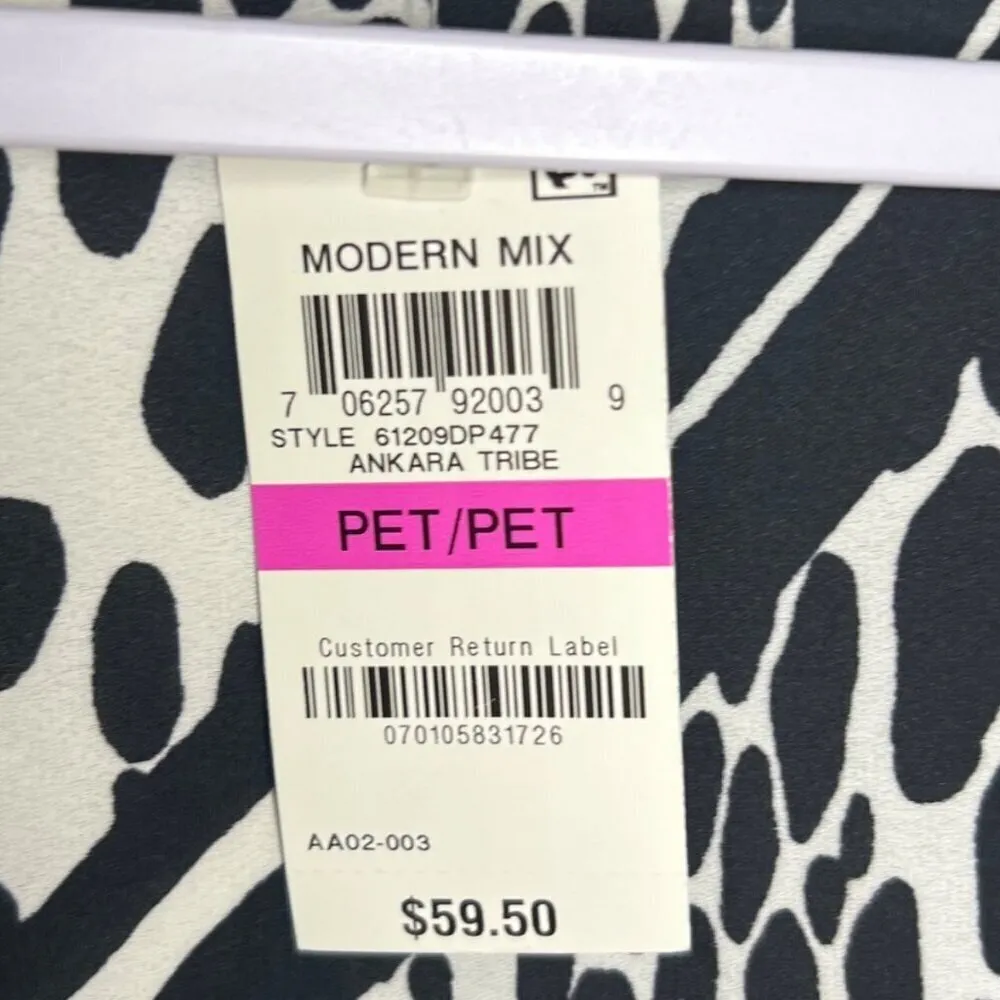 ™
MODERN MIX
7 06257 92003 9
STYLE 61209DP477
ANKARA TRIBE
PET/PET
Customer Return Label
070105831726
AA02-003
$59.50